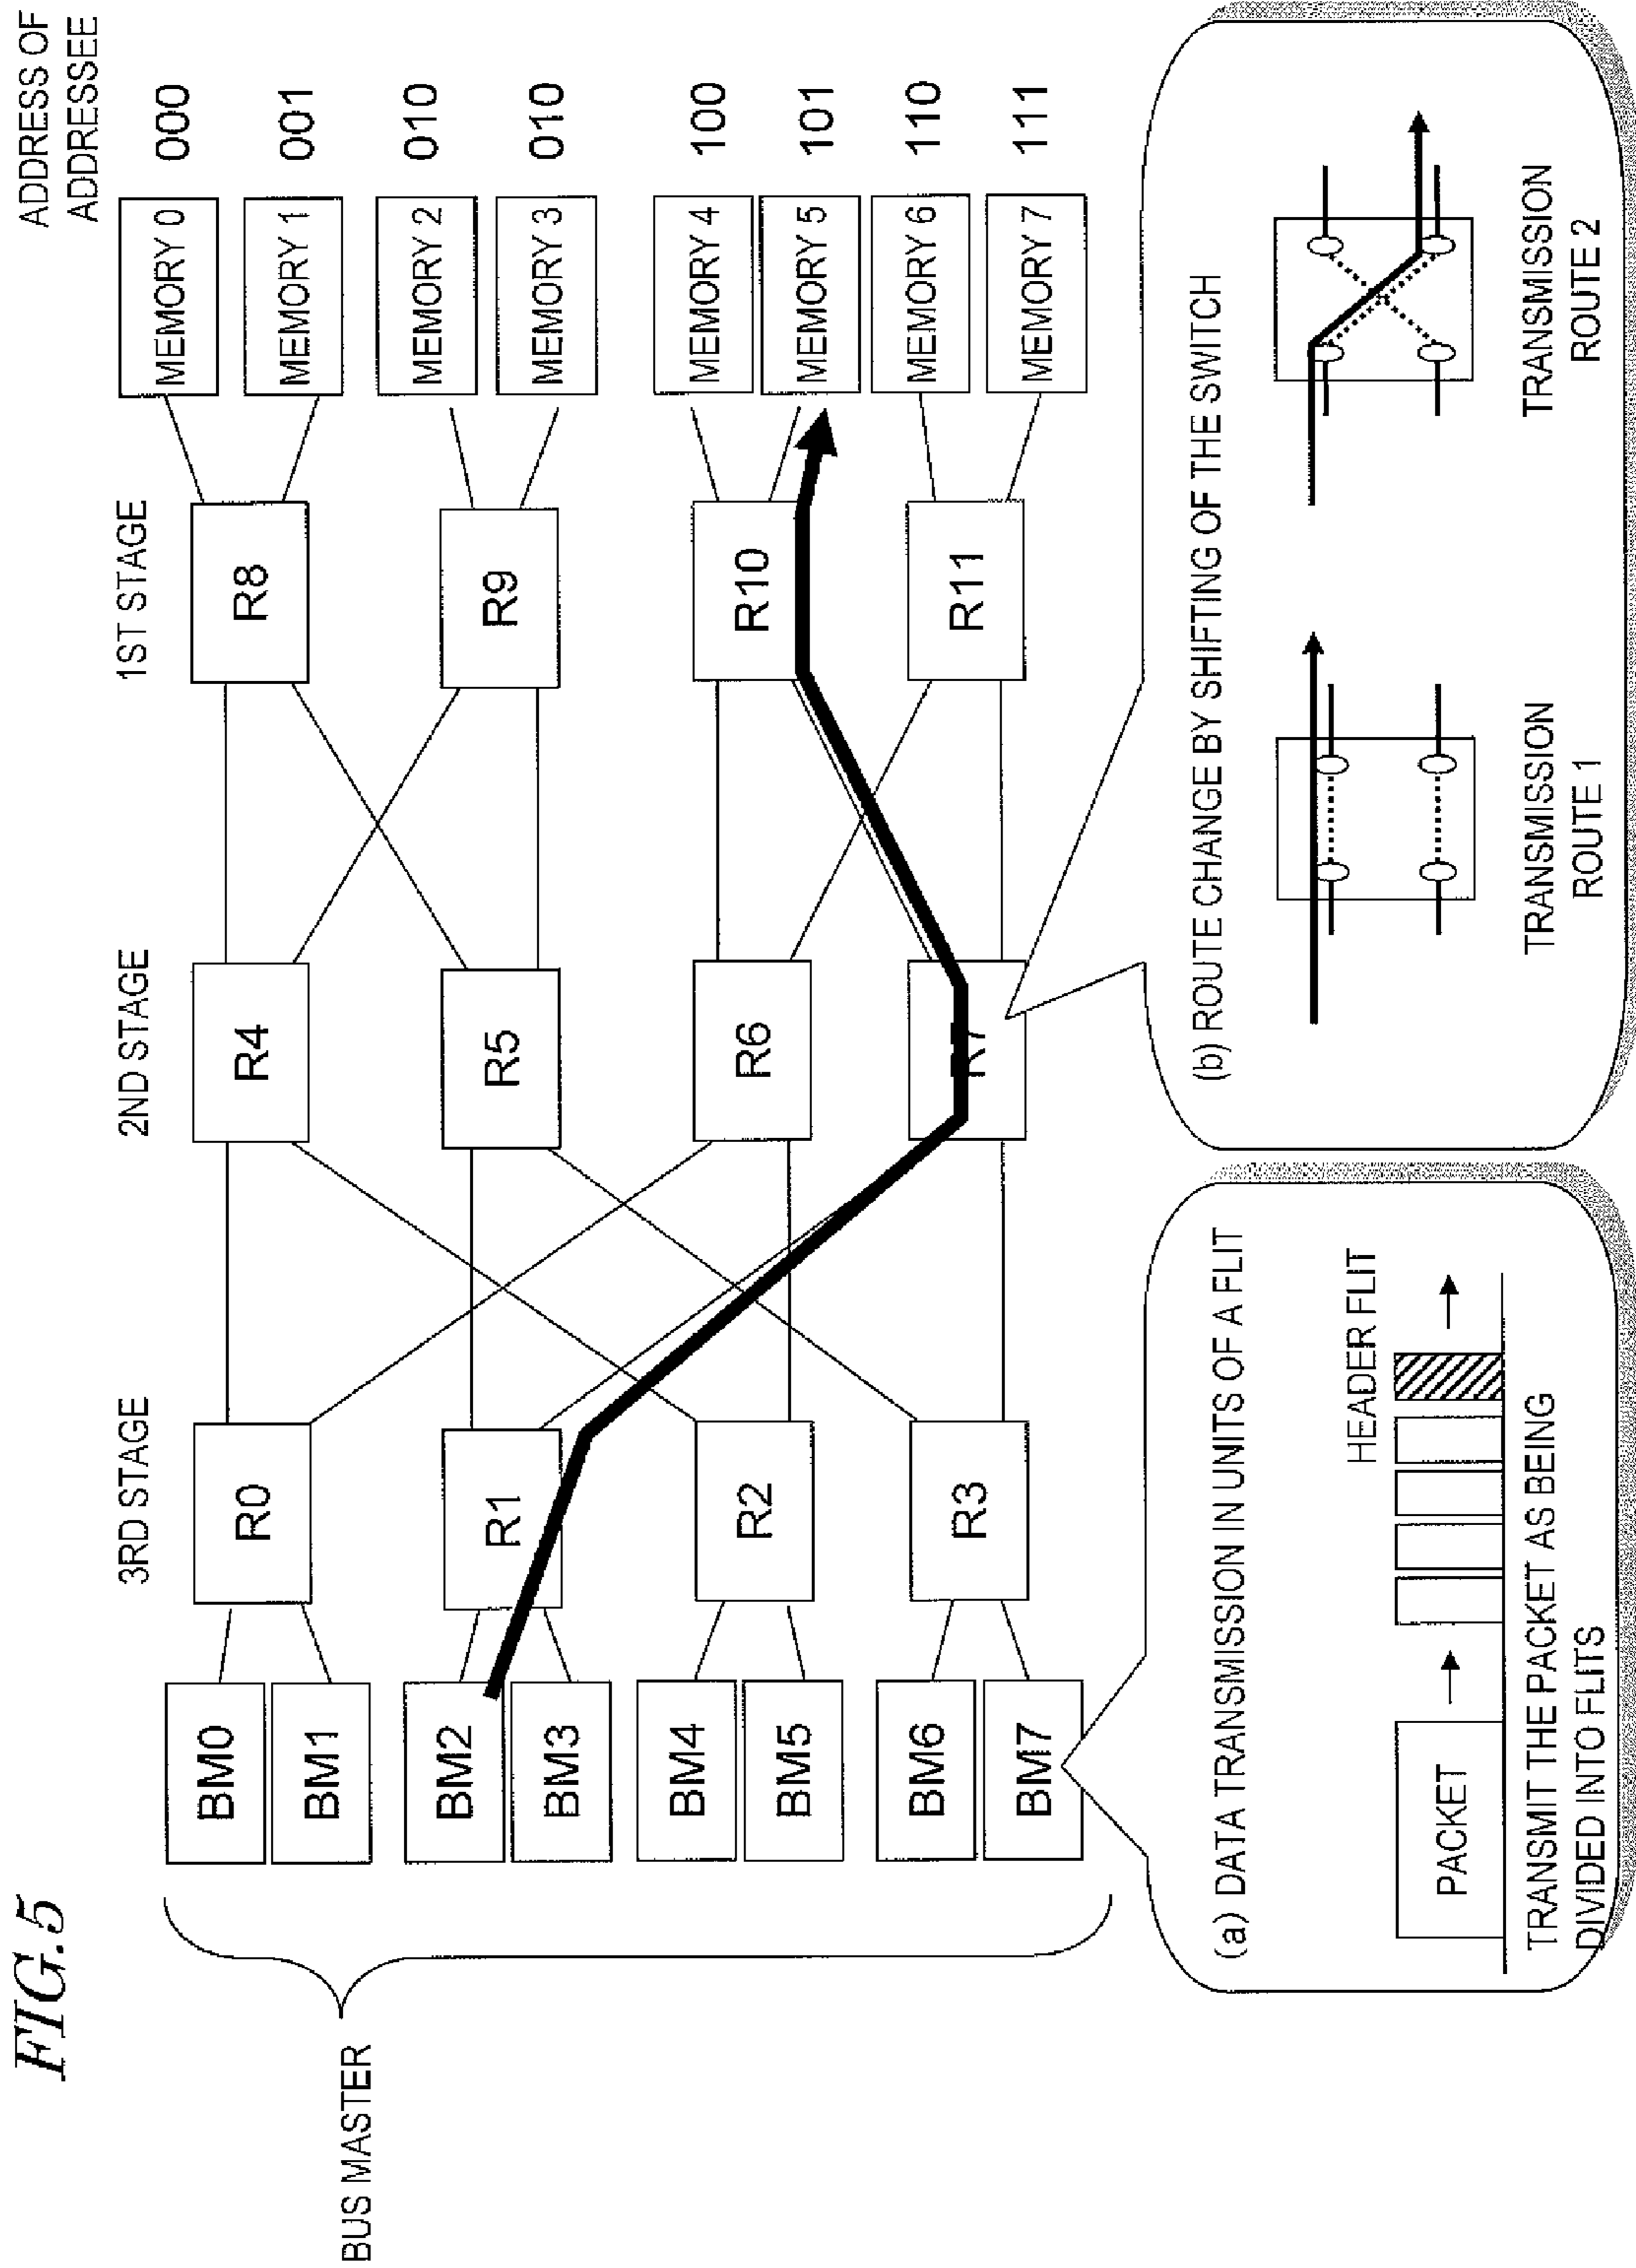 FIG.5
ADDRESS OF
ADDRESSEE
3RD STAGE
2ND STAGE
1ST STAGE
BUS MASTER
BM0
R0
R4
R8
MEMORY 0
000
BM1
MEMORY 1
001
BM2
R1
R5
R9
MEMORY 2
010
BM3
MEMORY 3
010
BM4
R2
R6
R10
MEMORY 4
100
BM5
MEMORY 5
101
BM6
R3
R7
R11
MEMORY 6
110
BM7
MEMORY 7
111
(a) DATA TRANSMISSION IN UNITS OF A FLIT
HEADER FLIT
PACKET
TRANSMIT THE PACKET AS BEING
DIVIDED INTO FLITS
(b) ROUTE CHANGE BY SHIFTING OF THE SWITCH
TRANSMISSION
ROUTE 1
TRANSMISSION
ROUTE 2